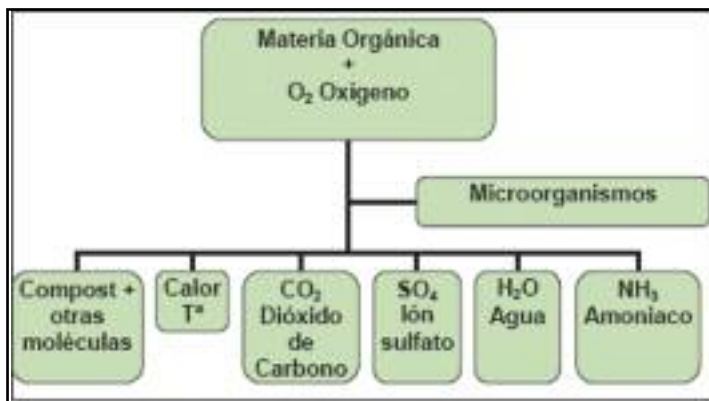 Materia Orgánica
+
O₂ Oxigeno
Microorganismos
Compost +
otras
moléculas
Calor
Tª
CO₂
Dióxido
de
Carbono
SO₄
Ión
sulfato
H₂O
Agua
NH₃
Amoniaco